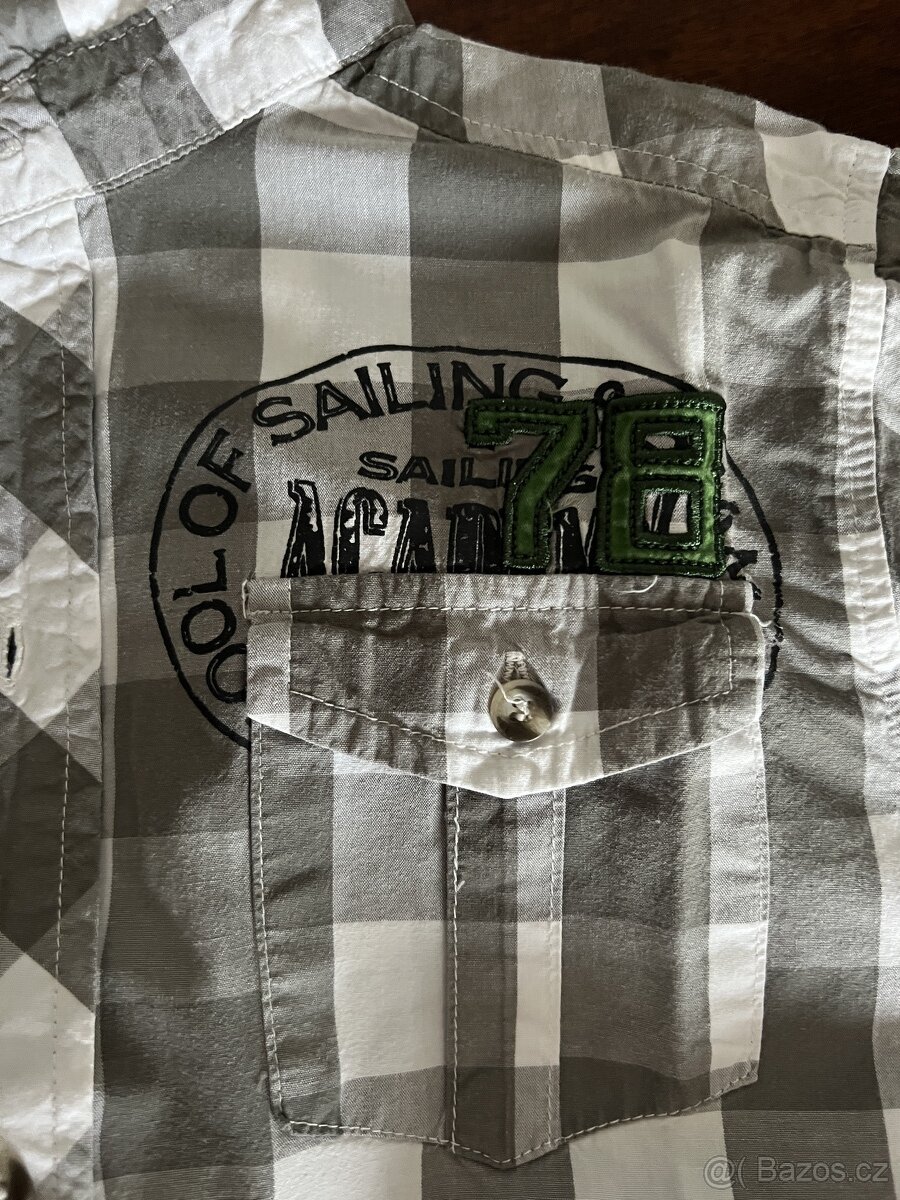 OOL OF SAILING &
78
SAILING
@( Bazos.cz